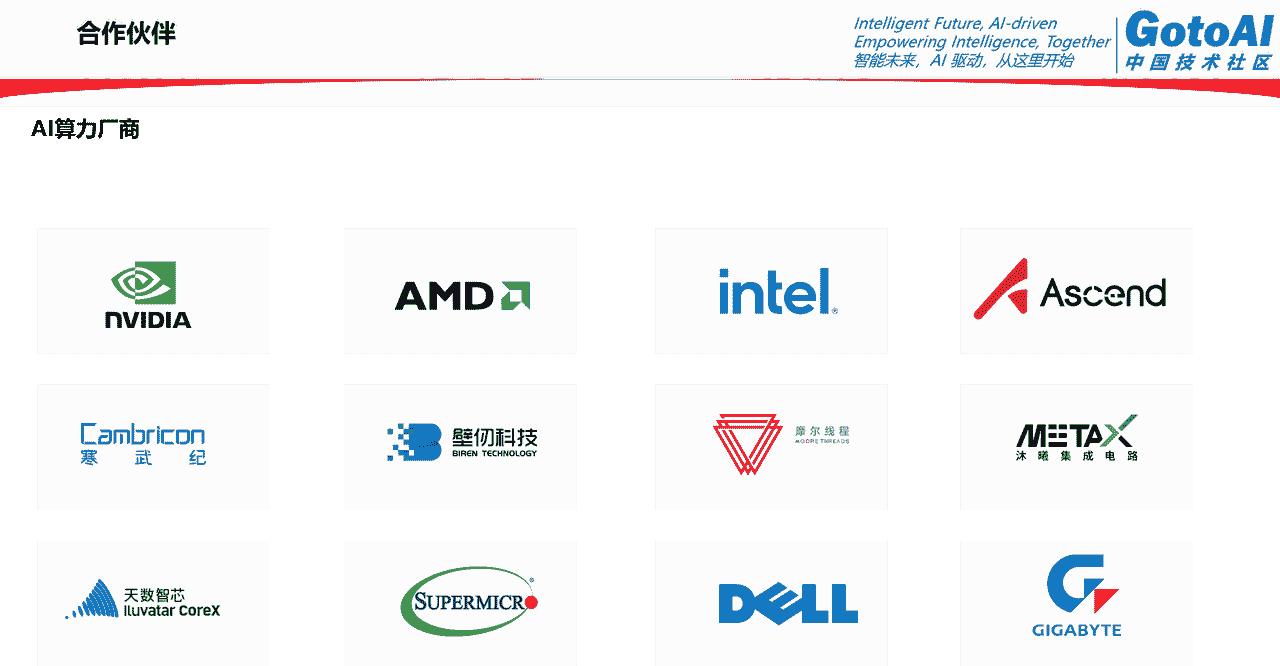 合作伙伴
Intelligent Future, AI-driven
Empowering Intelligence, Together
智能未来，AI 驱动，从这里开始
GotoAI
中国技术社区
AI算力厂商
NVIDIA
AMD
intel®
Ascend
Cambricon
寒武纪
壁仞科技
BIREN TECHNOLOGY
摩尔线程
MOORE THREADS
METAX
沐曦集成电路
天数智芯
Iluvatar CoreX
SUPERMICRO®
DELL
GIGABYTE